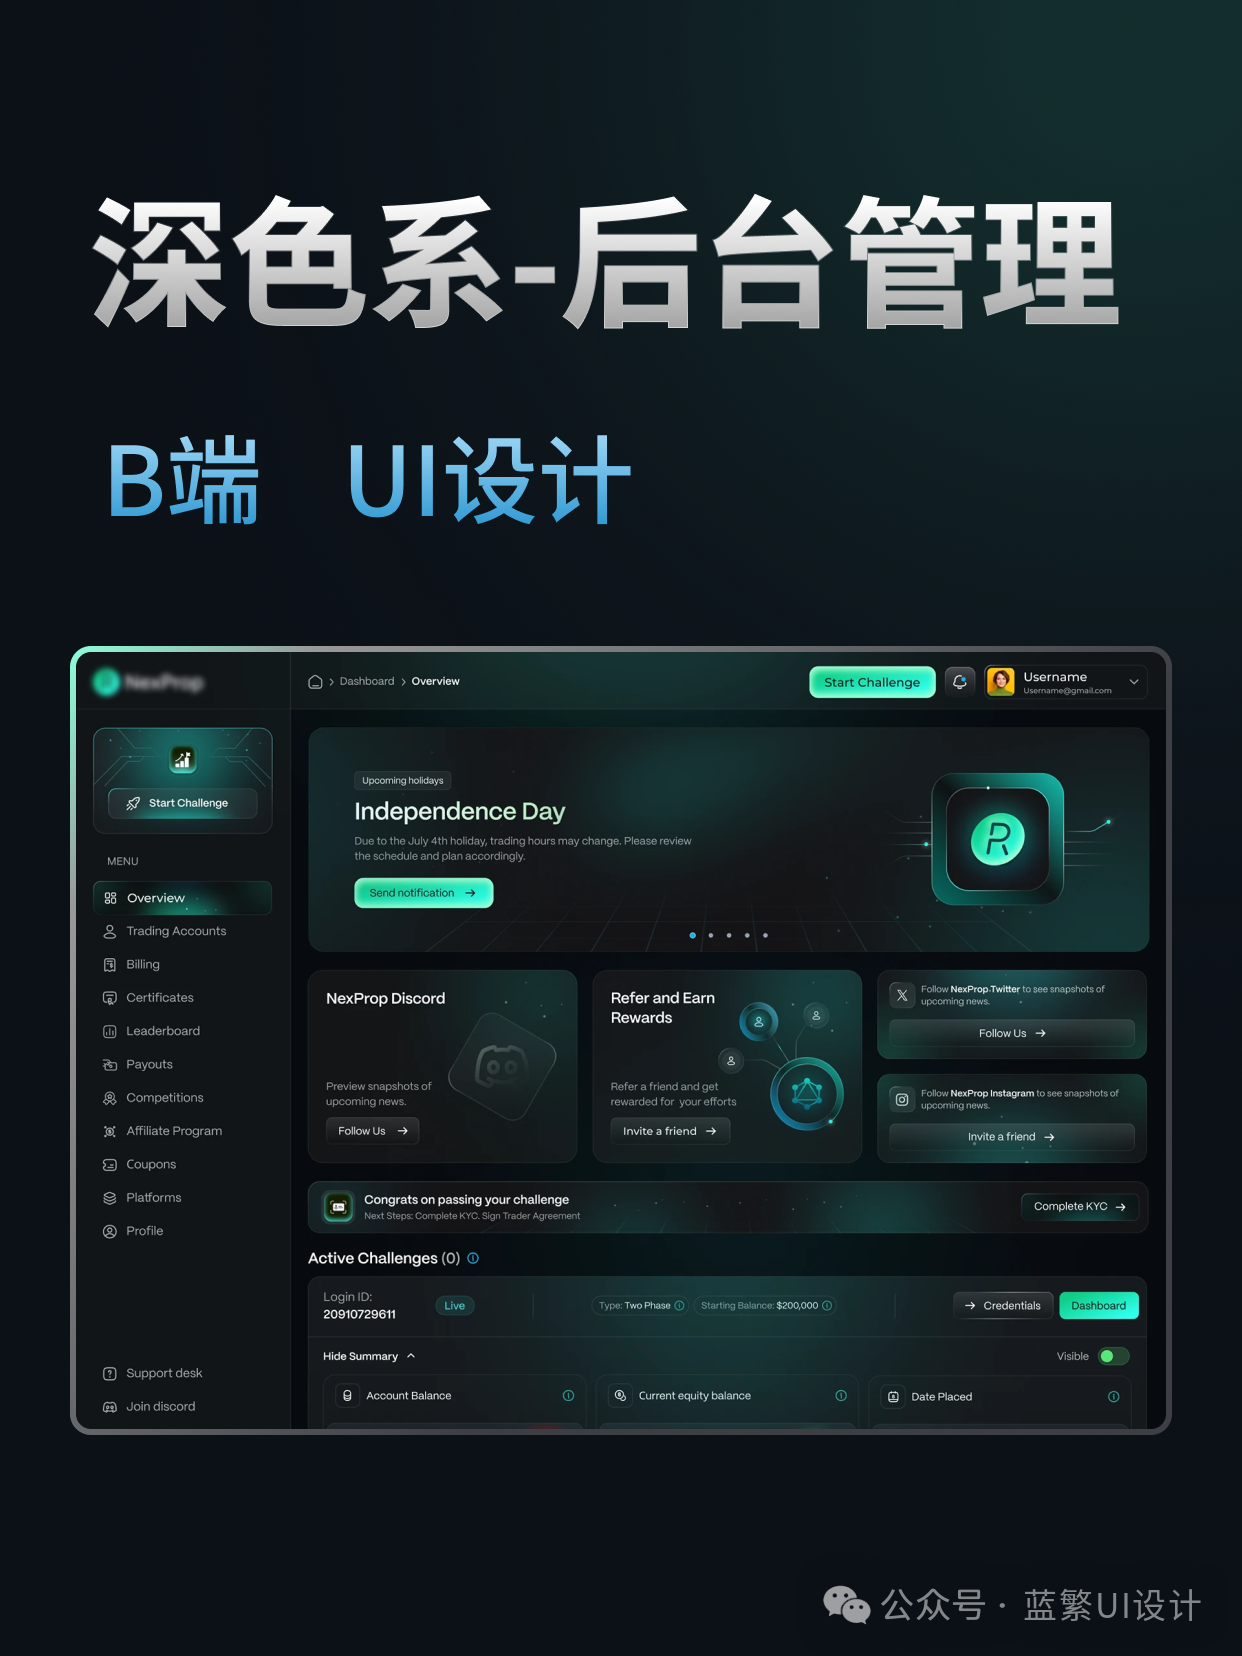 深色系-后台管理
B端 UI设计
NexProp
Dashboard
Overview
Start Challenge
Username
Username@gmail.com
Start Challenge
MENU
Overview
Trading Accounts
Billing
Certificates
Leaderboard
Payouts
Competitions
Affiliate Program
Coupons
Platforms
Profile
Support desk
Join discord
Upcoming holidays
Independence Day
Due to the July 4th holiday, trading hours may change. Please review
the schedule and plan accordingly.
Send notification
NexProp Discord
Preview snapshots of
upcoming news.
Follow Us
Refer and Earn
Rewards
Refer a friend and get
rewarded for your efforts
Invite a friend
Follow NexProp Twitter to see snapshots of
upcoming news.
Follow Us
Follow NexProp Instagram to see snapshots of
upcoming news.
Invite a friend
Congrats on passing your challenge
Next Steps: Complete KYC. Sign Trader Agreement
Complete KYC
Active Challenges (0)
Login ID:
20910729611
Live
Type: Two Phase
Starting Balance: $200,000
Credentials
Dashboard
Hide Summary
Visible
Account Balance
Current equity balance
Date Placed
公众号 · 蓝繁UI设计